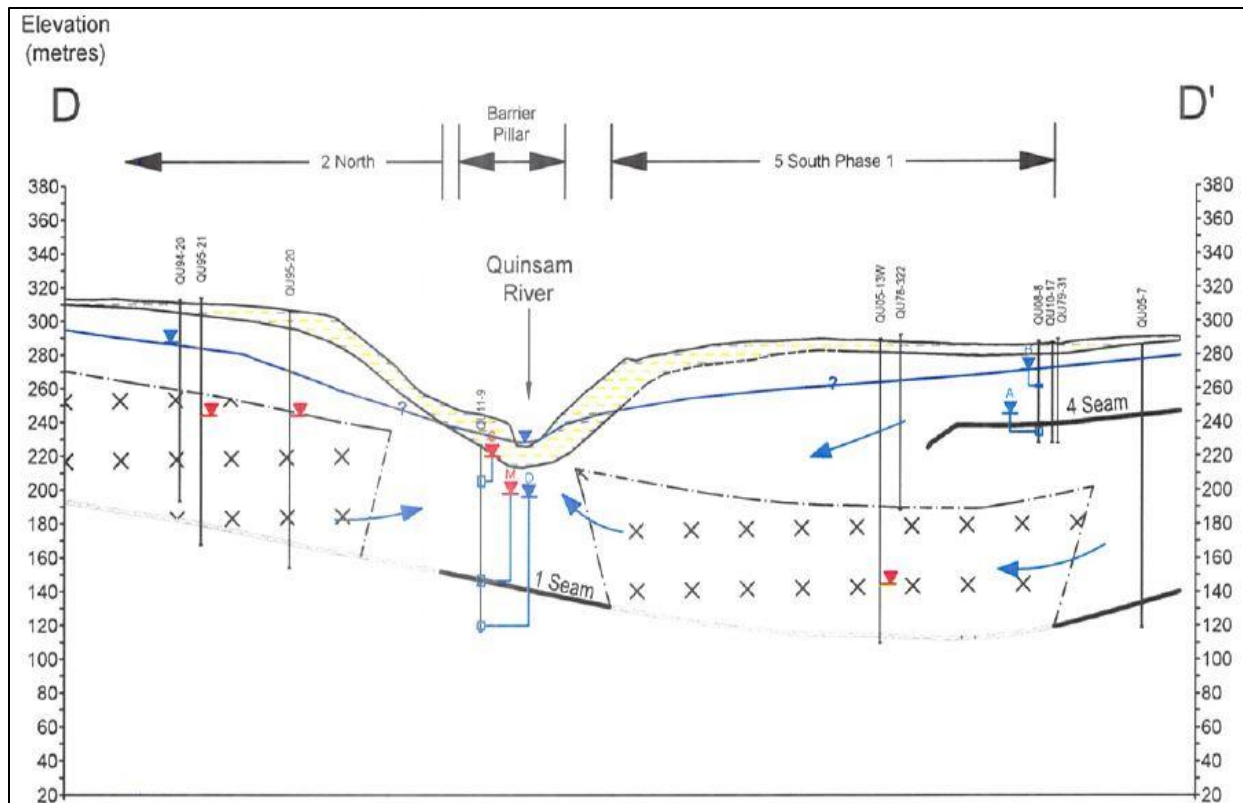 Elevation
(metres)
D
D'
Barrier
Pillar
2 North
5 South Phase 1
380
360
340
320
300
280
260
240
220
200
180
160
140
120
100
80
60
40
20
380
360
340
320
300
280
260
240
220
200
180
160
140
120
100
80
60
40
20
QU94-20
QU95-21
QU95-20
Quinsam
River
QU11-9
QU05-13W
QU78-322
QU08-8
QU10-17
QU79-31
QU05-7
?
?
M
D
A
4 Seam
1 Seam